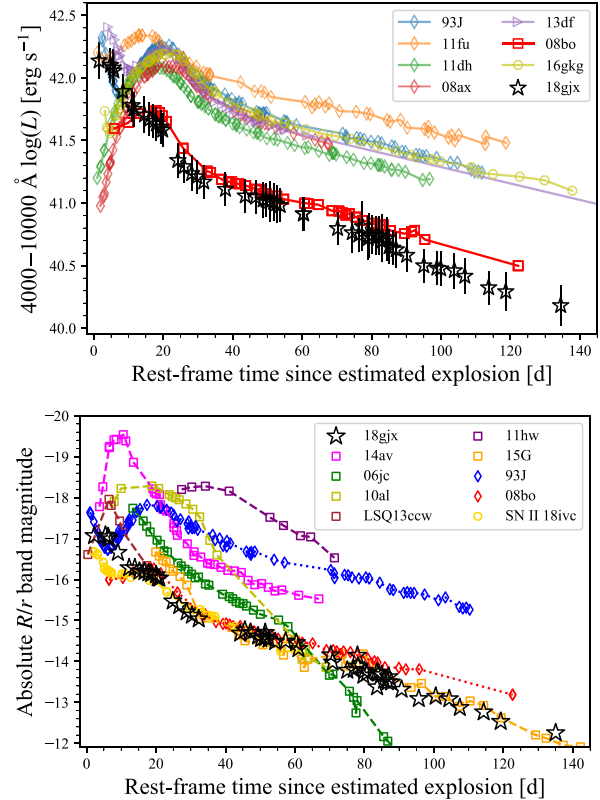 4000−10000 Å log(L) [erg s⁻¹]
42.5
42.0
41.5
41.0
40.5
40.0
93J
11fu
11dh
08ax
13df
08bo
16gkg
18gjx
0 20 40 60 80 100 120 140
Rest-frame time since estimated explosion [d]
Absolute R/r band magnitude
−20
−19
−18
−17
−16
−15
−14
−13
−12
18gjx
14av
06jc
10al
LSQ13ccw
11hw
15G
93J
08bo
SN II 18ivc
0 20 40 60 80 100 120 140
Rest-frame time since estimated explosion [d]